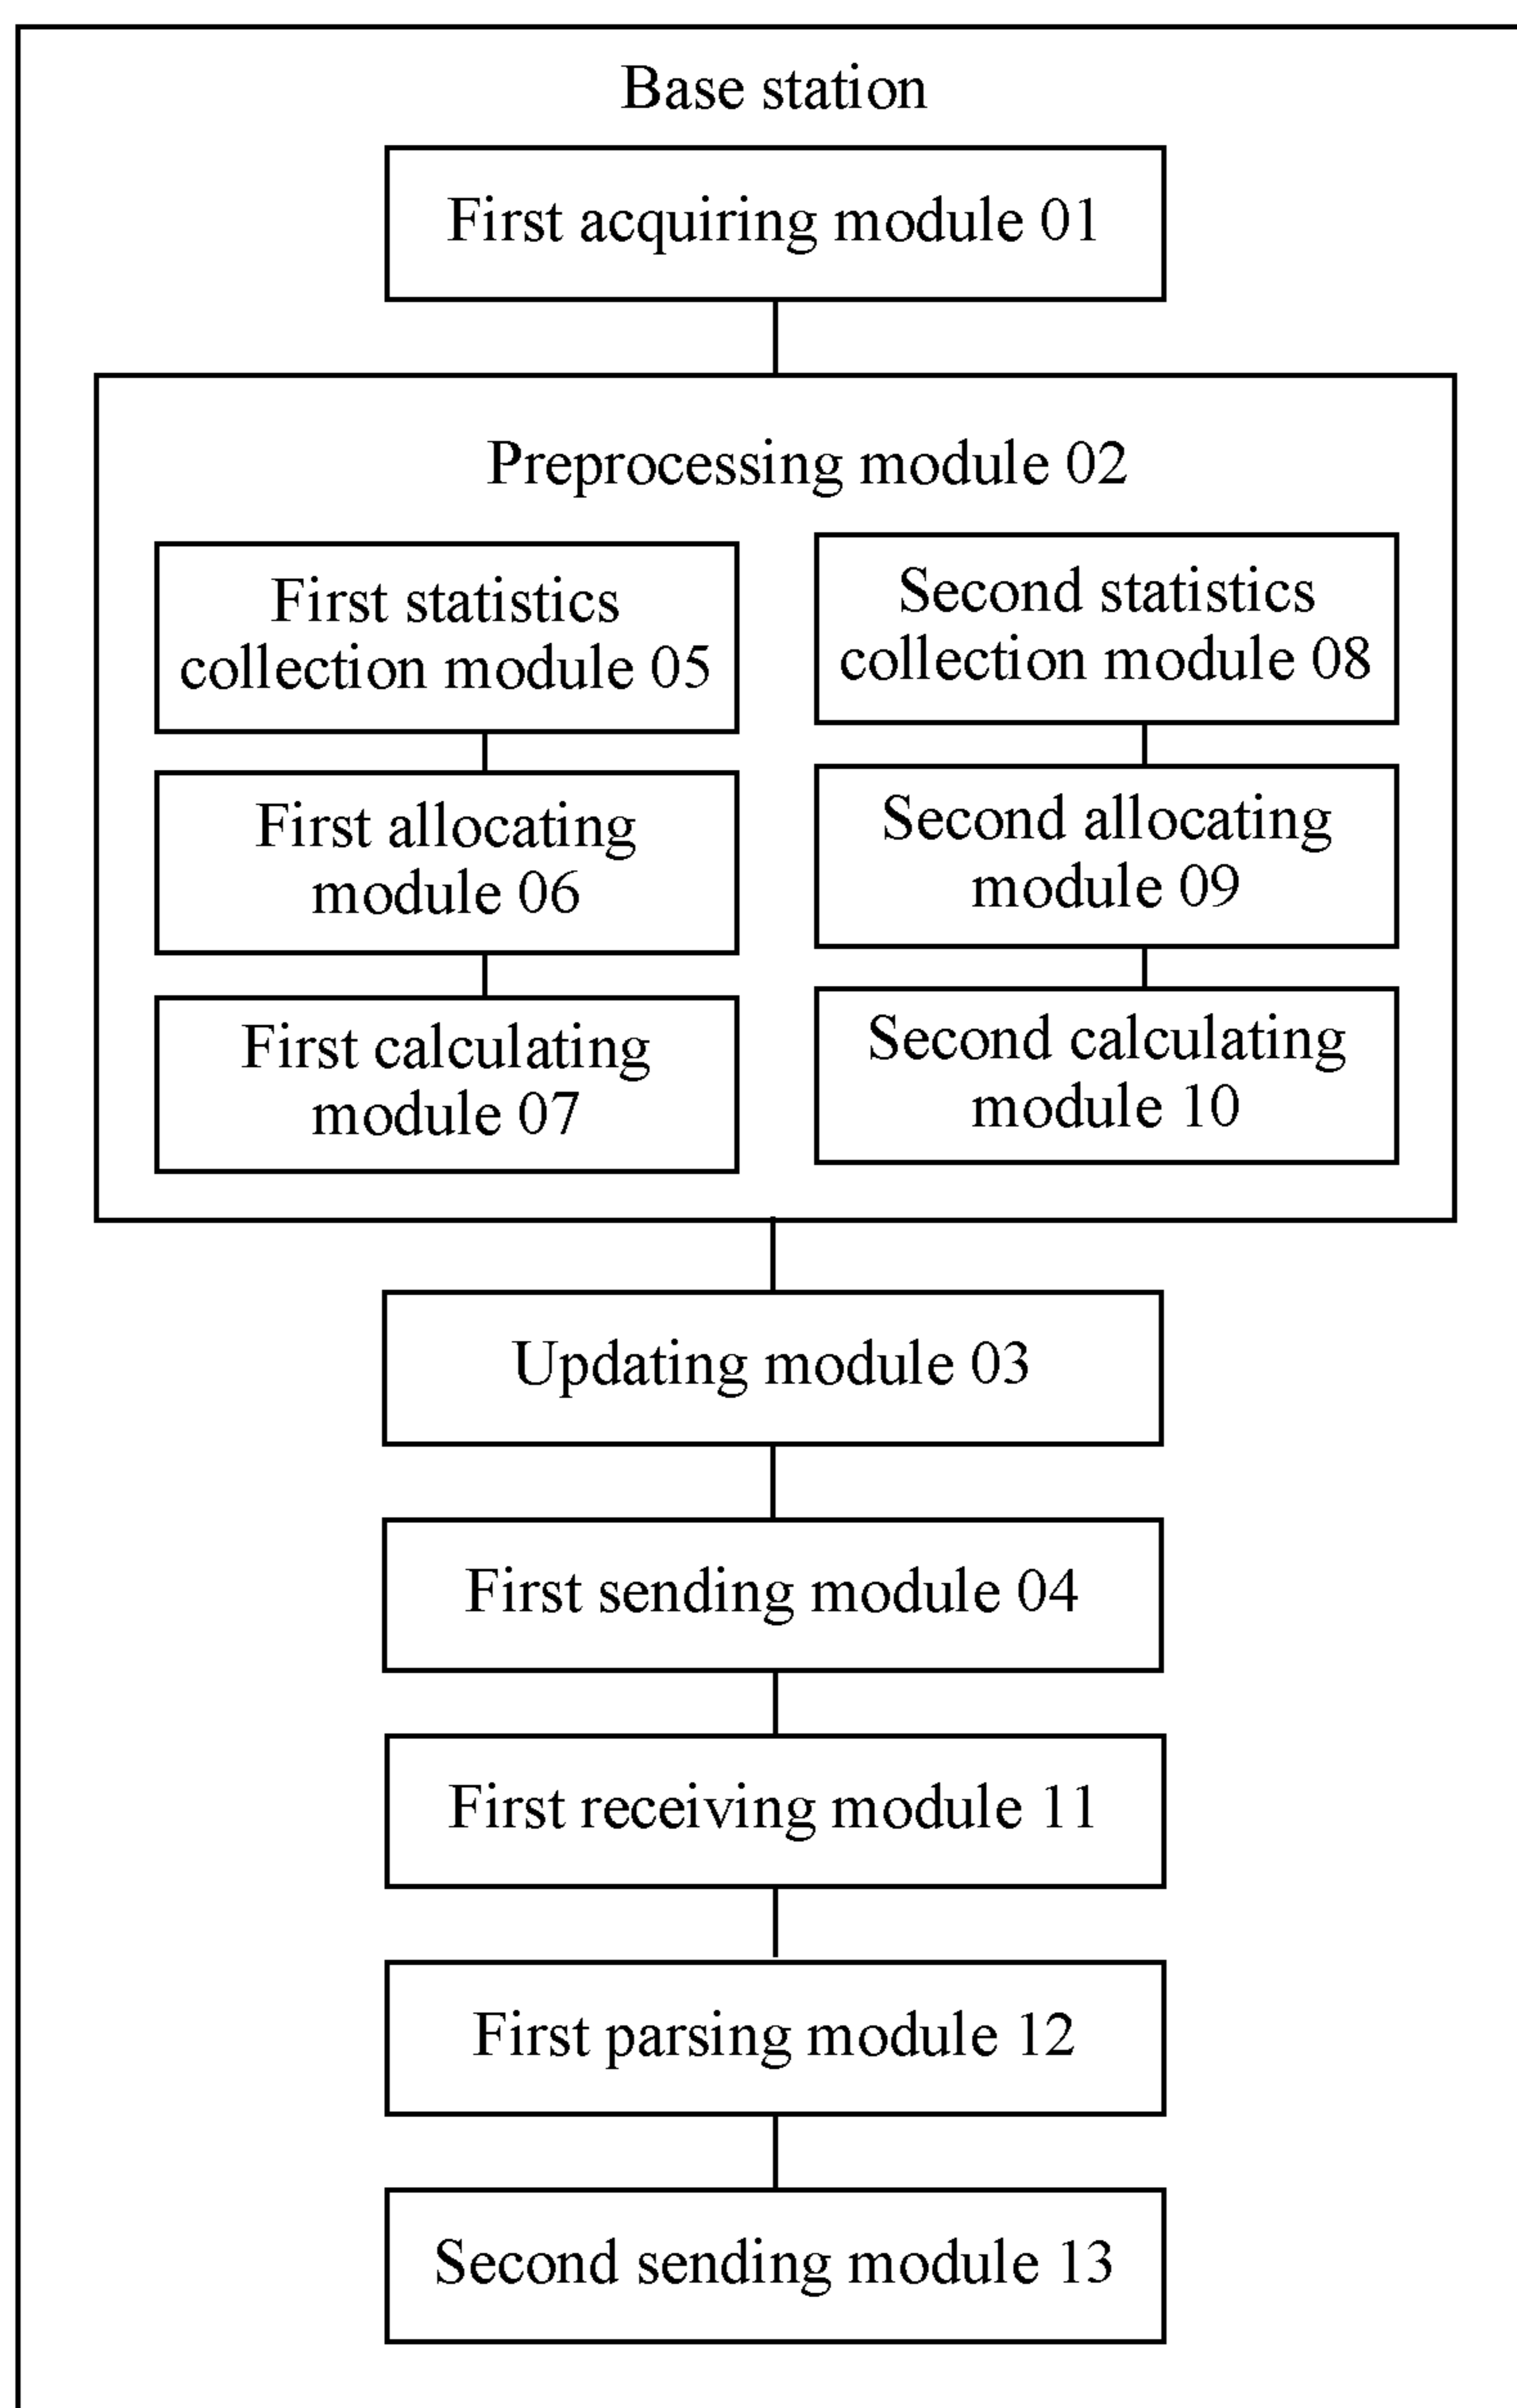 Base station
First acquiring module 01
Preprocessing module 02
First statistics
collection module 05
First allocating
module 06
First calculating
module 07
Second statistics
collection module 08
Second allocating
module 09
Second calculating
module 10
Updating module 03
First sending module 04
First receiving module 11
First parsing module 12
Second sending module 13